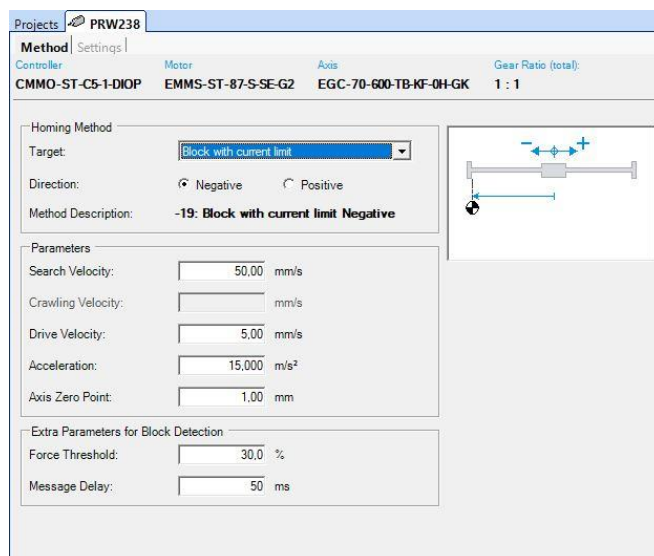 Projects PRW238
Method Settings
Controller Motor Axis Gear Ratio (total):
CMMO-ST-C5-1-DIOP EMMS-ST-87-S-SE-G2 EGC-70-600-TB-KF-0H-GK 1 : 1
Homing Method
Target: Block with current limit
Direction: Negative Positive
Method Description: -19: Block with current limit Negative
Parameters
Search Velocity: 50,00 mm/s
Crawling Velocity: mm/s
Drive Velocity: 5,00 mm/s
Acceleration: 15,000 m/s²
Axis Zero Point: 1,00 mm
Extra Parameters for Block Detection
Force Threshold: 30,0 %
Message Delay: 50 ms
- +